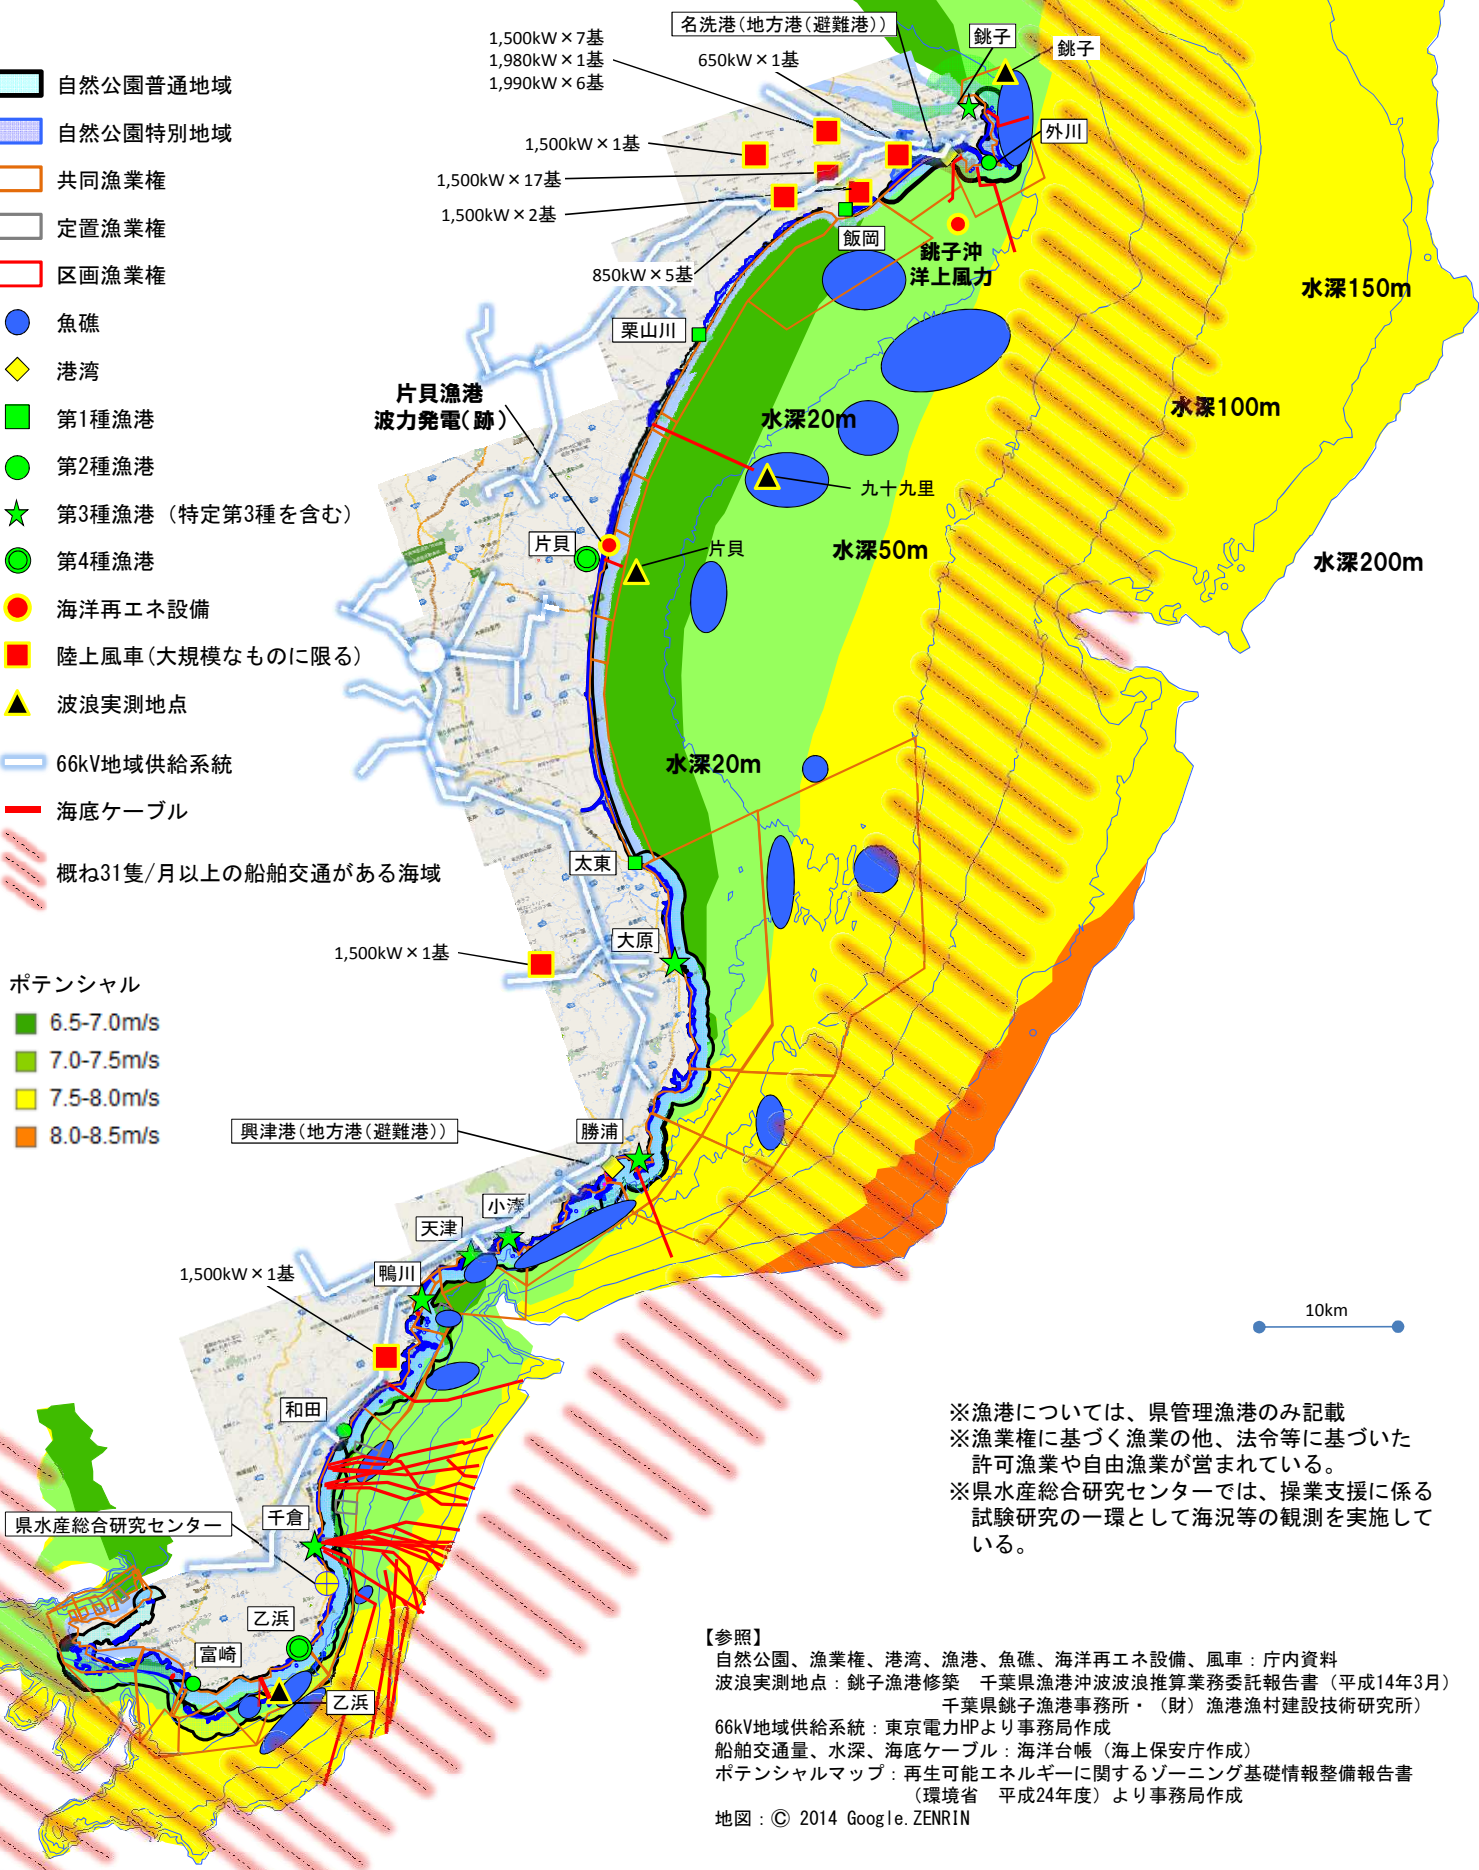 自然公園普通地域
自然公園特別地域
共同漁業権
定置漁業権
区画漁業権
魚礁
港湾
第1種漁港
第2種漁港
第3種漁港（特定第3種を含む）
第4種漁港
海洋再エネ設備
陸上風車(大規模なものに限る)
波浪実測地点
66kV地域供給系統
海底ケーブル
概ね31隻/月以上の船舶交通がある海域
ポテンシャル
6.5-7.0m/s
7.0-7.5m/s
7.5-8.0m/s
8.0-8.5m/s
1,500kW×7基
1,980kW×1基
1,990kW×6基
名洗港(地方港(避難港))
650kW×1基
銚子
銚子
1,500kW×1基
外川
1,500kW×17基
1,500kW×2基
飯岡
銚子沖
洋上風力
850kW×5基
水深150m
栗山川
片貝漁港
波力発電(跡)
水深20m
水深100m
九十九里
片貝
片貝
水深50m
水深200m
水深20m
太東
大原
1,500kW×1基
興津港(地方港(避難港))
勝浦
小湊
天津
鴨川
1,500kW×1基
10km
和田
千倉
県水産総合研究センター
乙浜
富崎
乙浜
※漁港については、県管理漁港のみ記載
※漁業権に基づく漁業の他、法令等に基づいた
許可漁業や自由漁業が営まれている。
※県水産総合研究センターでは、操業支援に係る
試験研究の一環として海況等の観測を実施して
いる。
【参照】
自然公園、漁業権、港湾、漁港、魚礁、海洋再エネ設備、風車：庁内資料
波浪実測地点：銚子漁港修築　千葉県漁港沖波波浪推算業務委託報告書（平成14年3月）
千葉県銚子漁港事務所・（財）漁港漁村建設技術研究所）
66kV地域供給系統：東京電力HPより事務局作成
船舶交通量、水深、海底ケーブル：海洋台帳（海上保安庁作成）
ポテンシャルマップ：再生可能エネルギーに関するゾーニング基礎情報整備報告書
（環境省　平成24年度）より事務局作成
地図：© 2014 Google.ZENRIN